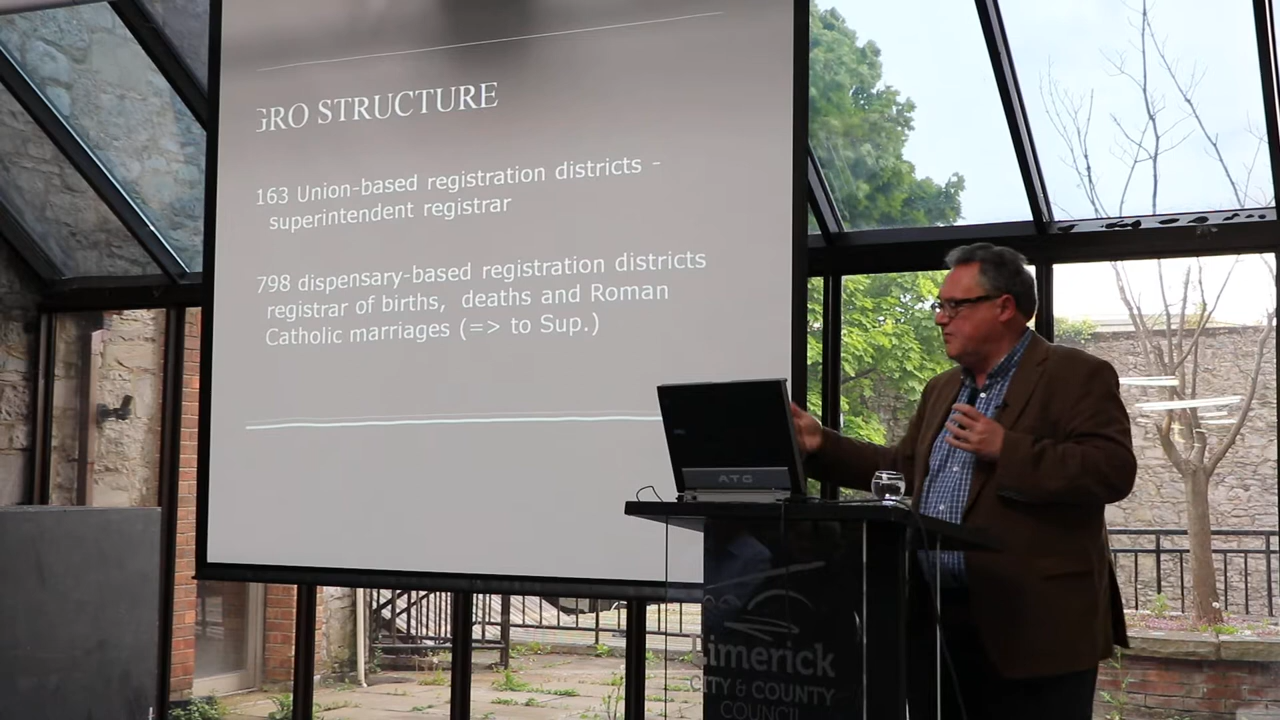 GRO STRUCTURE
163 Union-based registration districts –
superintendent registrar
798 dispensary-based registration districts
registrar of births, deaths and Roman
Catholic marriages (=> to Sup.)
ATG
Limerick
CITY & COUNTY
COUNCIL